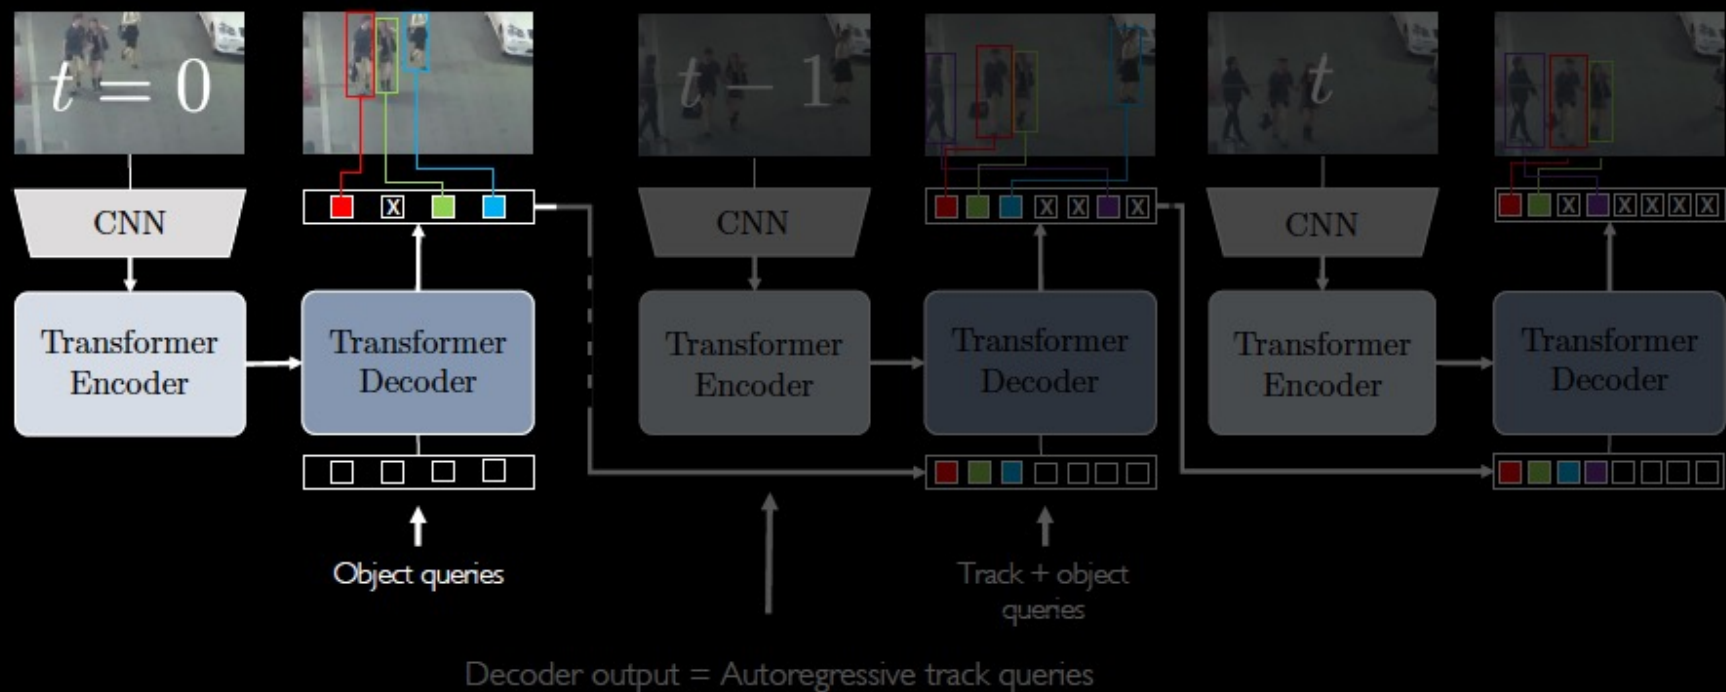 t = 0
t − 1
t
CNN
CNN
CNN
X
X X X
X X X X X
Transformer
Encoder
Transformer
Decoder
Transformer
Encoder
Transformer
Decoder
Transformer
Encoder
Transformer
Decoder
Object queries
Track + object
queries
Decoder output = Autoregressive track queries